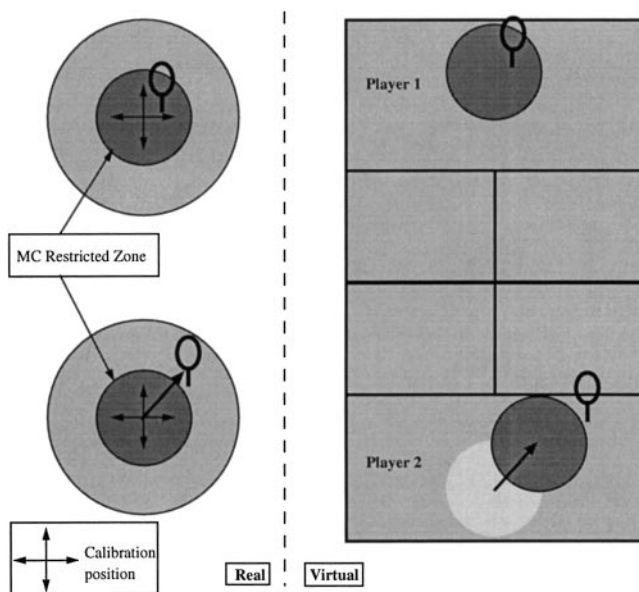 Player 1
MC Restricted Zone
Player 2
Calibration
position
Real
Virtual